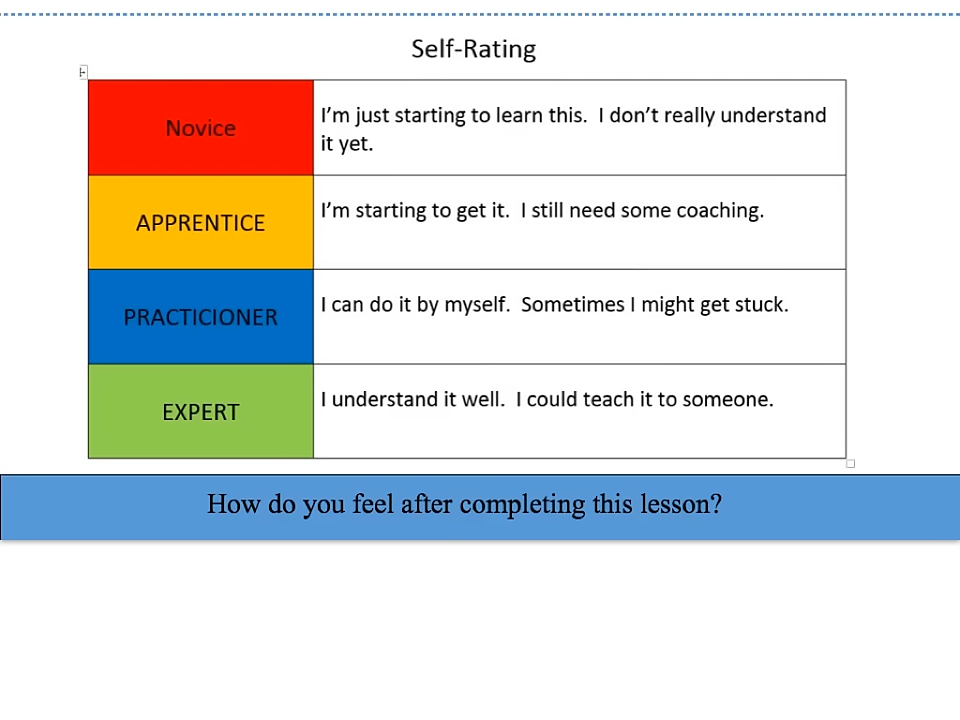 Self-Rating
Novice
I’m just starting to learn this.  I don’t really understand
it yet.
APPRENTICE
I’m starting to get it.  I still need some coaching.
PRACTICIONER
I can do it by myself.  Sometimes I might get stuck.
EXPERT
I understand it well.  I could teach it to someone.
How do you feel after completing this lesson?